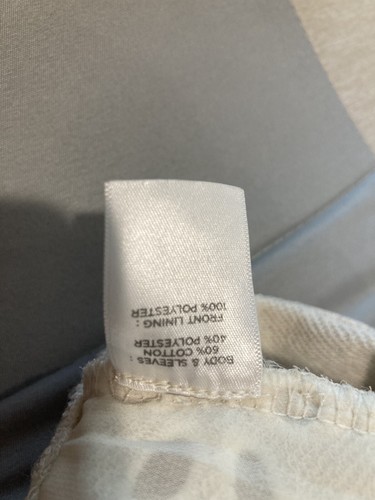 BODY & SLEEVES :
60% COTTON
40% POLYESTER
FRONT LINING :
100% POLYESTER